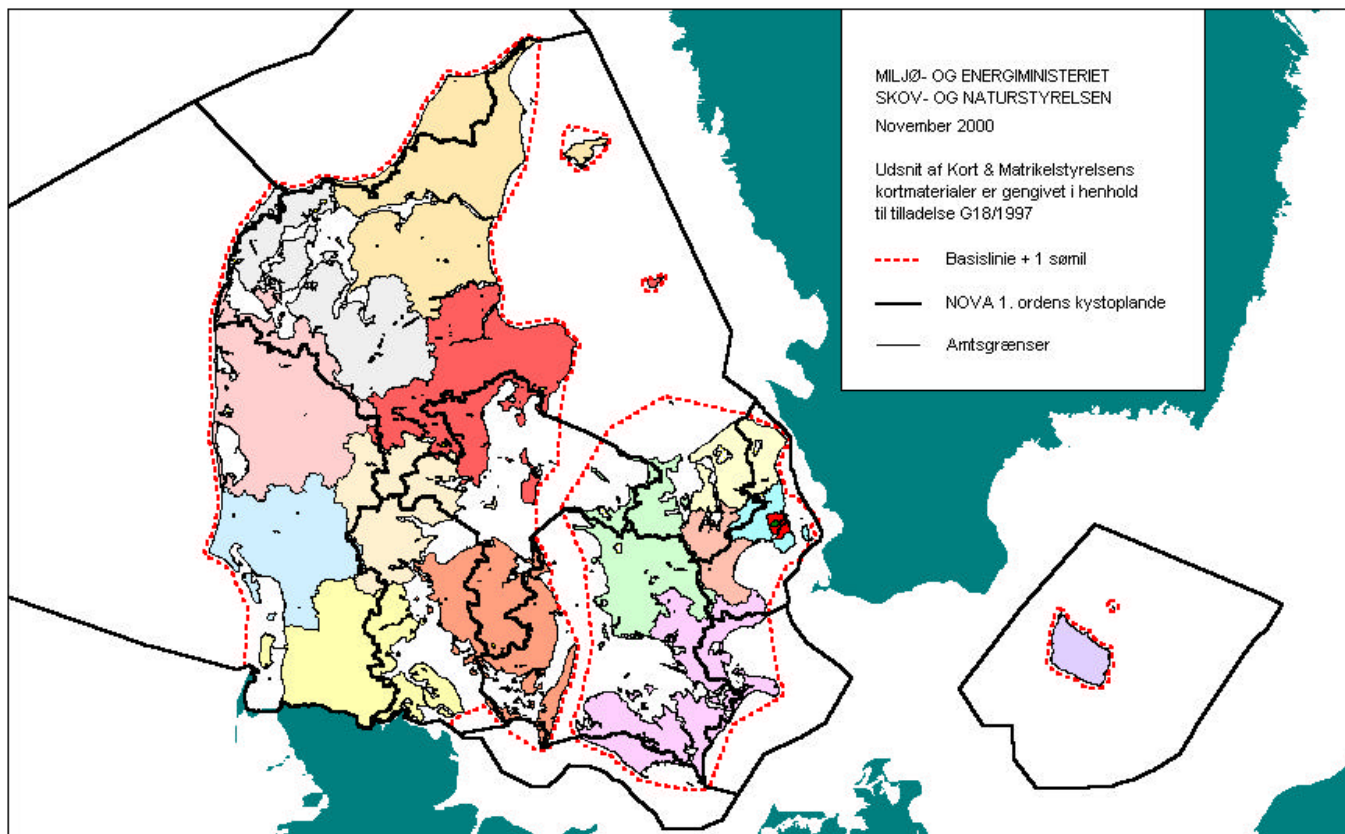 MILJØ- OG ENERGIMINISTERIET
SKOV- OG NATURSTYRELSEN
November 2000
Udsnit af Kort & Matrikelstyrelsens
kortmaterialer er gengivet i henhold
til tilladelse G18/1997
Basislinie + 1 sømil
NOVA 1. ordens kystoplande
Amtsgrænser